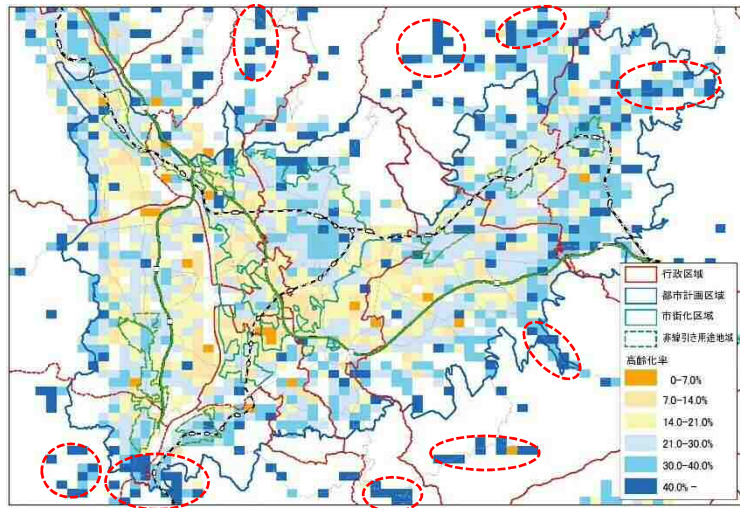 行政区域
都市計画区域
市街化区域
非線引き用途地域
高齢化率
0-7.0%
7.0-14.0%
14.0-21.0%
21.0-30.0%
30.0-40.0%
40.0% -